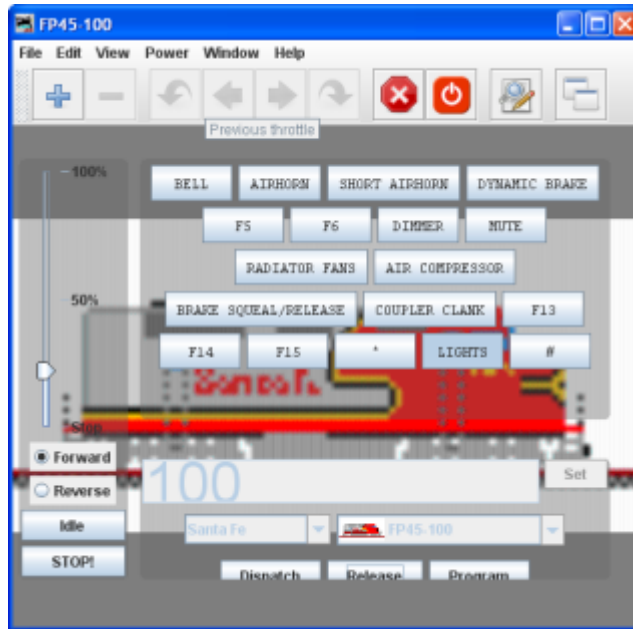 FP45-100
File Edit View Power Window Help
Previous throttle
100%
BELL AIRHORN SHORT AIRHORN DYNAMIC BRAKE
F5 F6 DIMMER MUTE
RADIATOR FANS AIR COMPRESSOR
50%
BRAKE SQUEAL/RELEASE COUPLER CLANK F13
F14 F15 ^ LIGHTS #
Santa Fe
Stop
Forward
Reverse
100 Set
Idle
Santa Fe FP45-100
STOP!
Dispatch Release Program